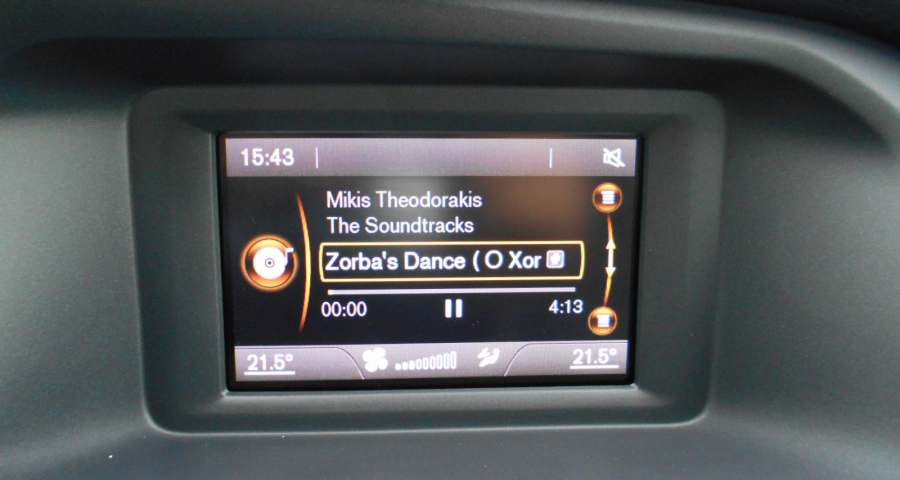 15:43
Mikis Theodorakis
The Soundtracks
Zorba's Dance ( O Xor
00:00 4:13
21.5° 21.5°